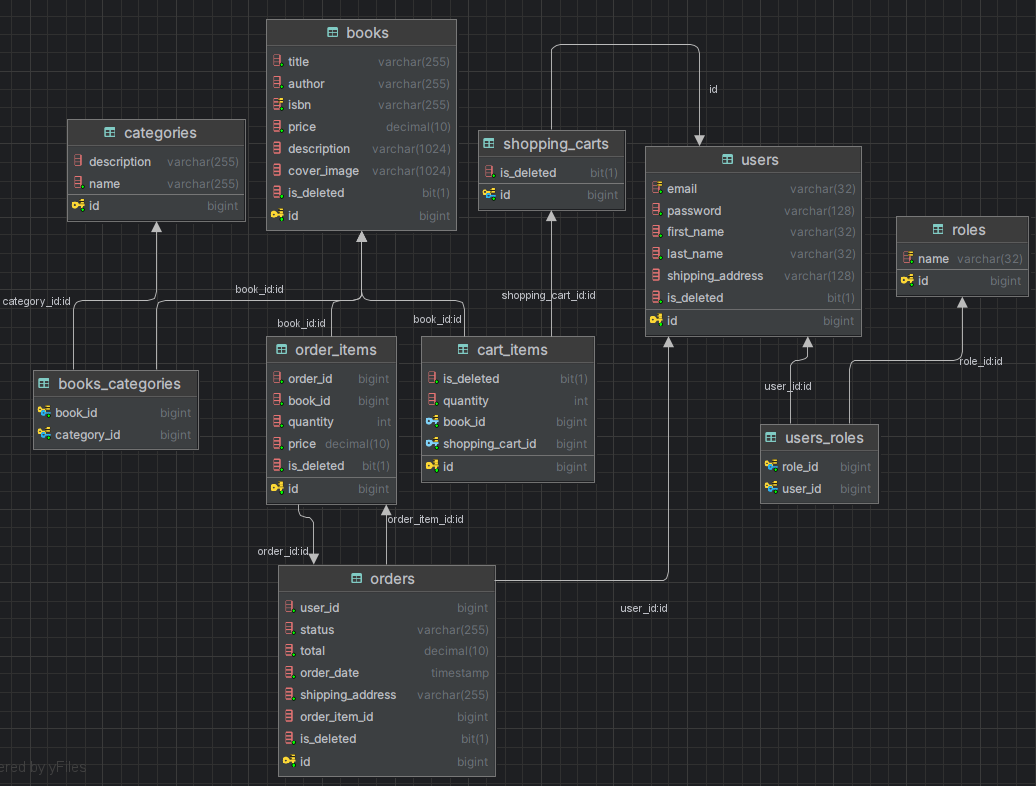 books
title varchar(255)
author varchar(255)
isbn varchar(255)
price decimal(10)
description varchar(1024)
cover_image varchar(1024)
is_deleted bit(1)
id bigint
categories
description varchar(255)
name varchar(255)
id bigint
shopping_carts
is_deleted bit(1)
id bigint
id
users
email varchar(32)
password varchar(128)
first_name varchar(32)
last_name varchar(32)
shipping_address varchar(128)
is_deleted bit(1)
id bigint
roles
name varchar(32)
id bigint
category_id:id
book_id:id
book_id:id
book_id:id
shopping_cart_id:id
user_id:id
role_id:id
books_categories
book_id bigint
category_id bigint
order_items
order_id bigint
book_id bigint
quantity int
price decimal(10)
is_deleted bit(1)
id bigint
cart_items
is_deleted bit(1)
quantity int
book_id bigint
shopping_cart_id bigint
id bigint
users_roles
role_id bigint
user_id bigint
order_id:id
order_item_id:id
user_id:id
orders
user_id bigint
status varchar(255)
total decimal(10)
order_date timestamp
shipping_address varchar(255)
order_item_id bigint
is_deleted bit(1)
id bigint
ered by yFiles